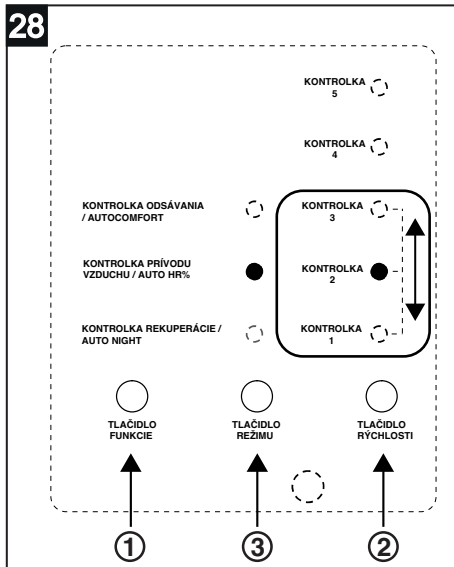 28
KONTROLKA
5
KONTROLKA
4
KONTROLKA ODSÁVANIA
/ AUTOCOMFORT
KONTROLKA
3
KONTROLKA PRÍVODU
VZDUCHU / AUTO HR%
KONTROLKA
2
KONTROLKA REKUPERÁCIE /
AUTO NIGHT
KONTROLKA
1
TLAČIDLO
FUNKCIE
TLAČIDLO
REŽIMU
TLAČIDLO
RÝCHLOSTI
1
3
2